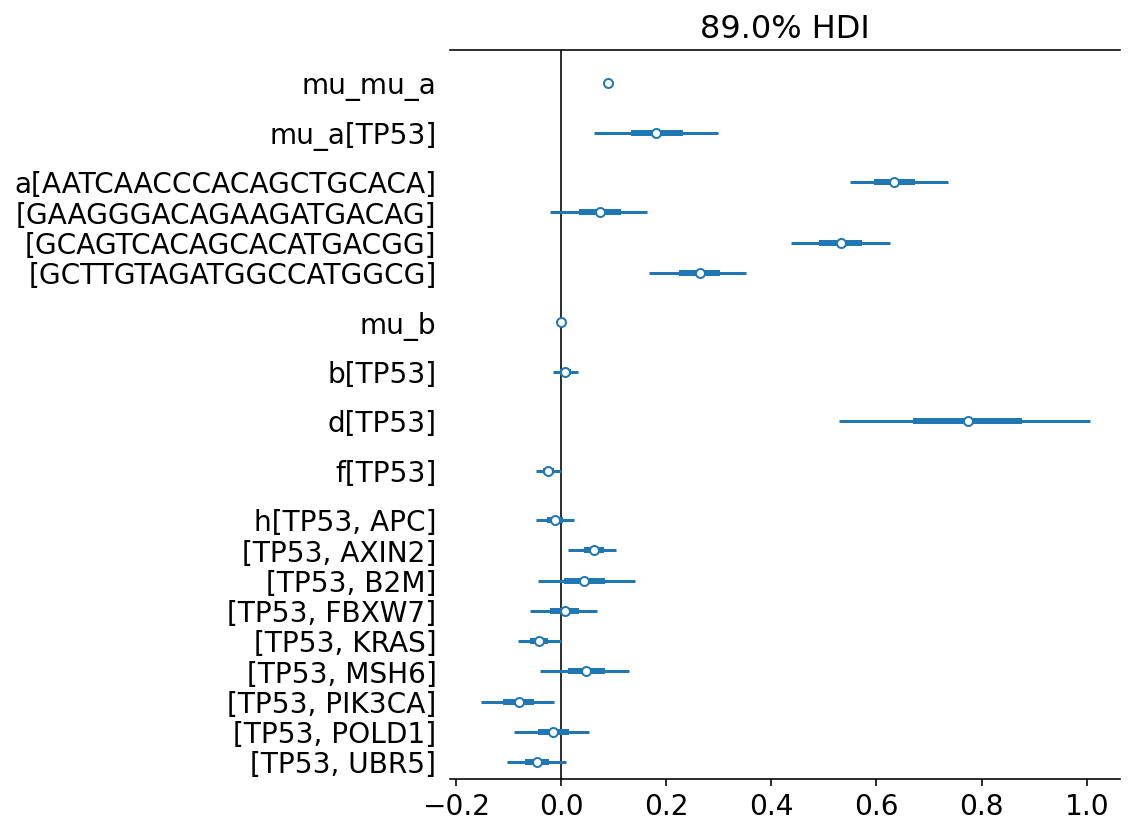 89.0% HDI
mu_mu_a
mu_a[TP53]
a[AATCAACCCACAGCTGCACA]
[GAAGGGACAGAAGATGACAG]
[GCAGTCACAGCACATGACGG]
[GCTTGTAGATGGCCATGGCG]
mu_b
b[TP53]
d[TP53]
f[TP53]
h[TP53, APC]
[TP53, AXIN2]
[TP53, B2M]
[TP53, FBXW7]
[TP53, KRAS]
[TP53, MSH6]
[TP53, PIK3CA]
[TP53, POLD1]
[TP53, UBR5]
−0.2 0.0 0.2 0.4 0.6 0.8 1.0